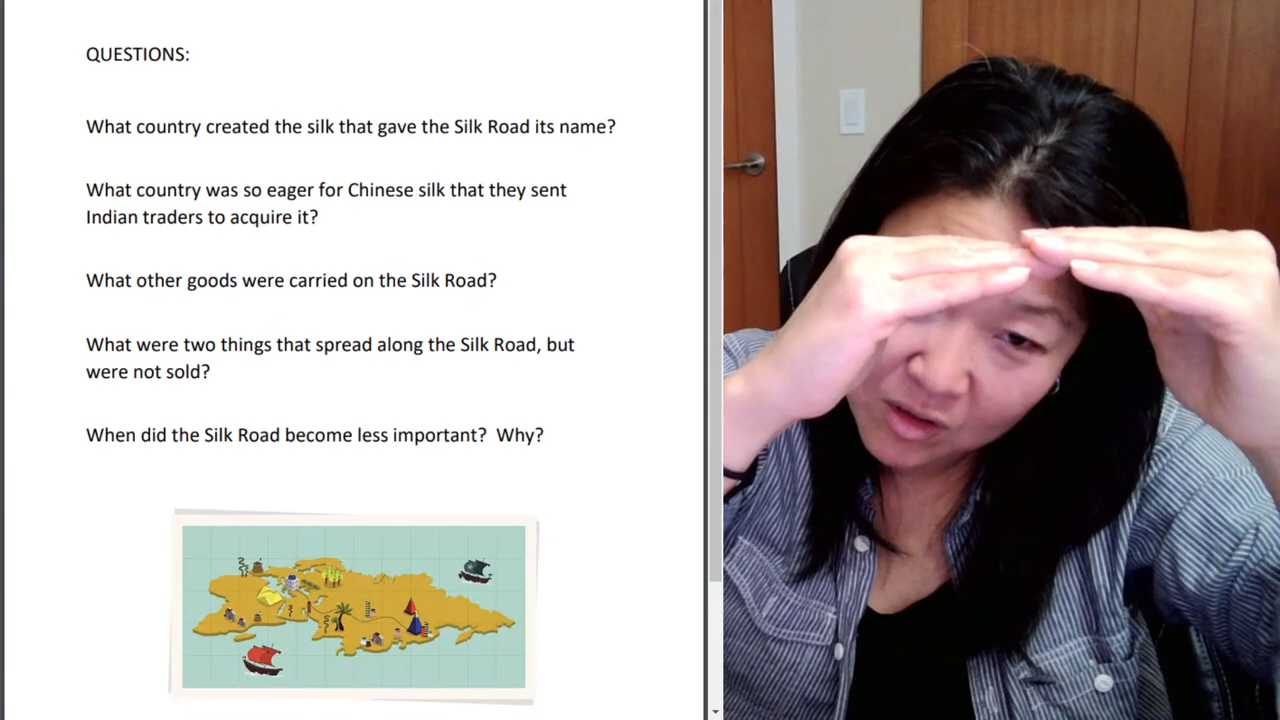 QUESTIONS:
What country created the silk that gave the Silk Road its name?
What country was so eager for Chinese silk that they sent
Indian traders to acquire it?
What other goods were carried on the Silk Road?
What were two things that spread along the Silk Road, but
were not sold?
When did the Silk Road become less important?  Why?